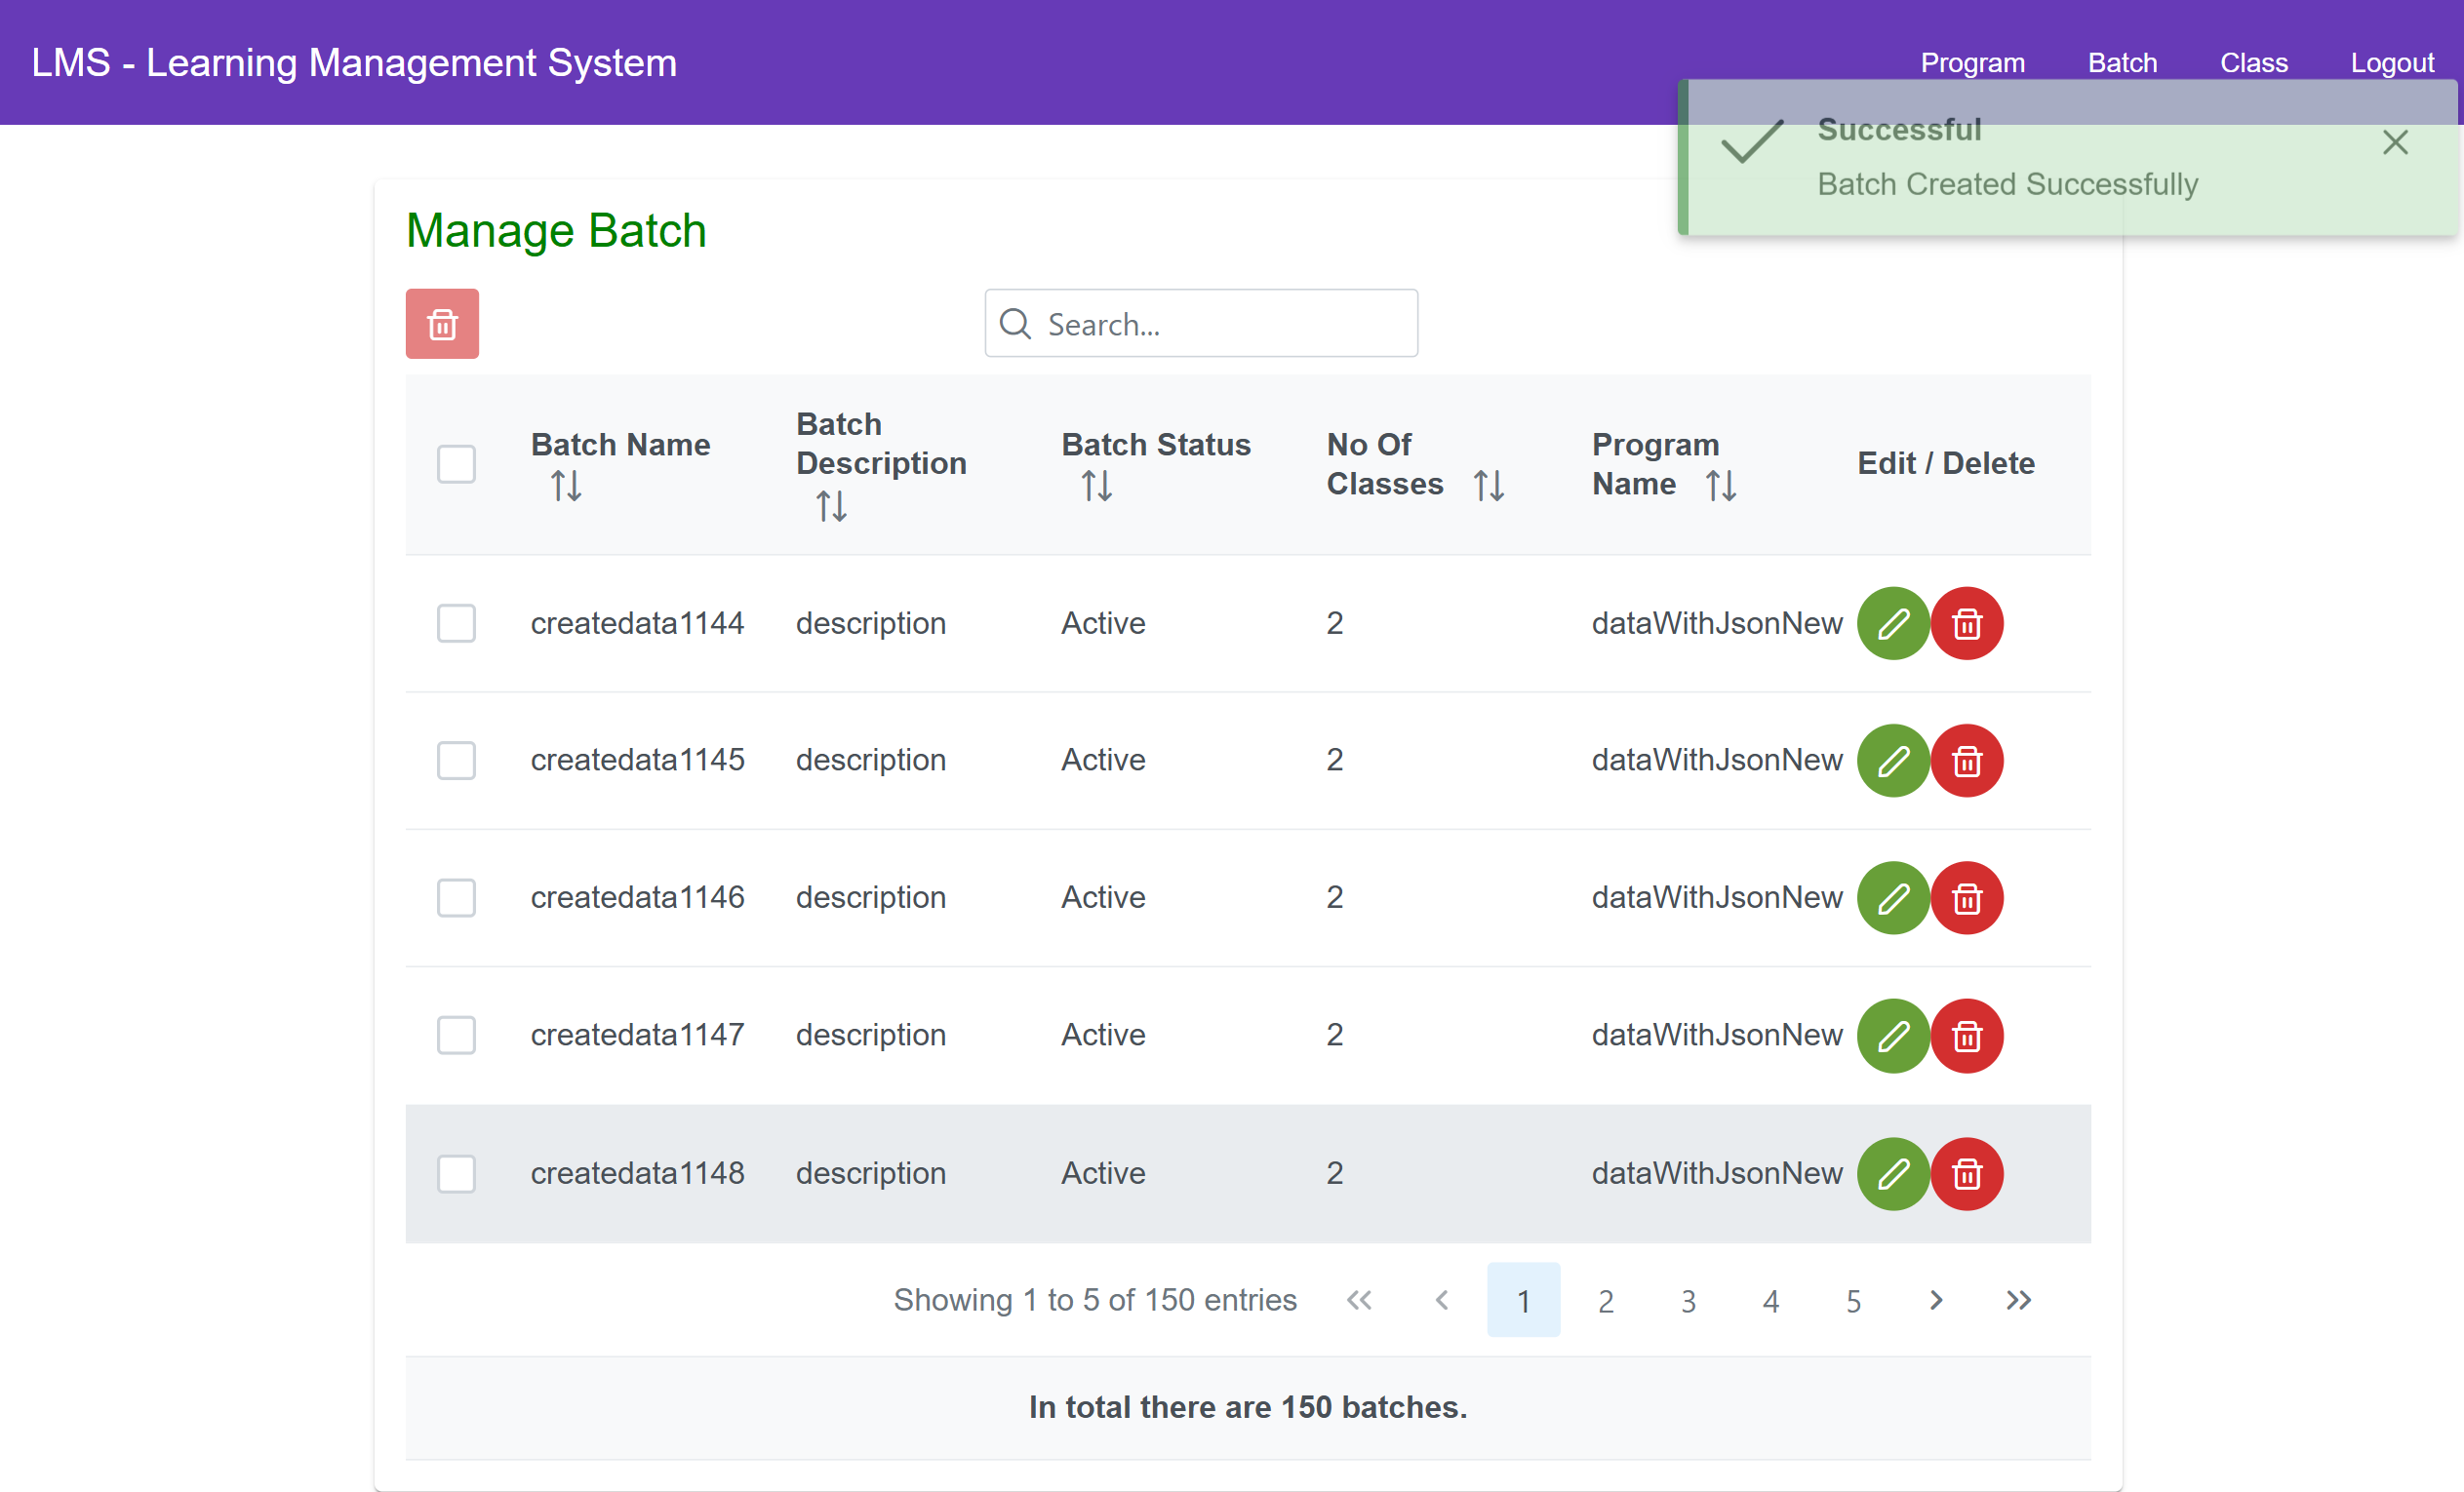 LMS - Learning Management System
Program Batch Class Logout
Successful
Batch Created Successfully
Manage Batch
Search...
Batch Name
Batch
Description
Batch Status
No Of
Classes
Program
Name
Edit / Delete
createdata1144 description Active 2 dataWithJsonNew
createdata1145 description Active 2 dataWithJsonNew
createdata1146 description Active 2 dataWithJsonNew
createdata1147 description Active 2 dataWithJsonNew
createdata1148 description Active 2 dataWithJsonNew
Showing 1 to 5 of 150 entries << < 1 2 3 4 5 > >>
In total there are 150 batches.